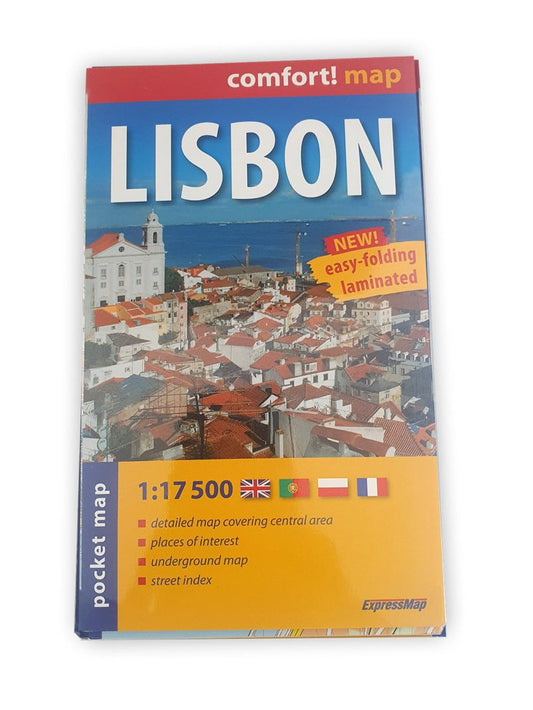 comfort! map
LISBON
NEW!
easy-folding
laminated
pocket map
1:17 500
detailed map covering central area
places of interest
underground map
street index
ExpressMap